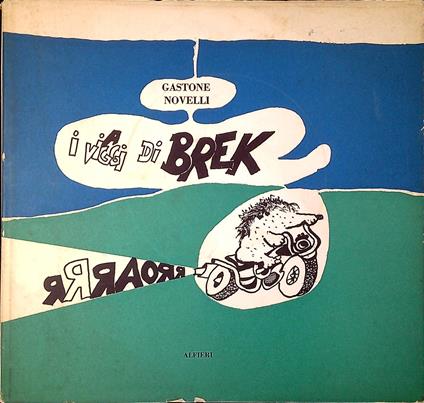 GASTONE
NOVELLI
i viAggi Di BREK
RROARRR
ALFIERI